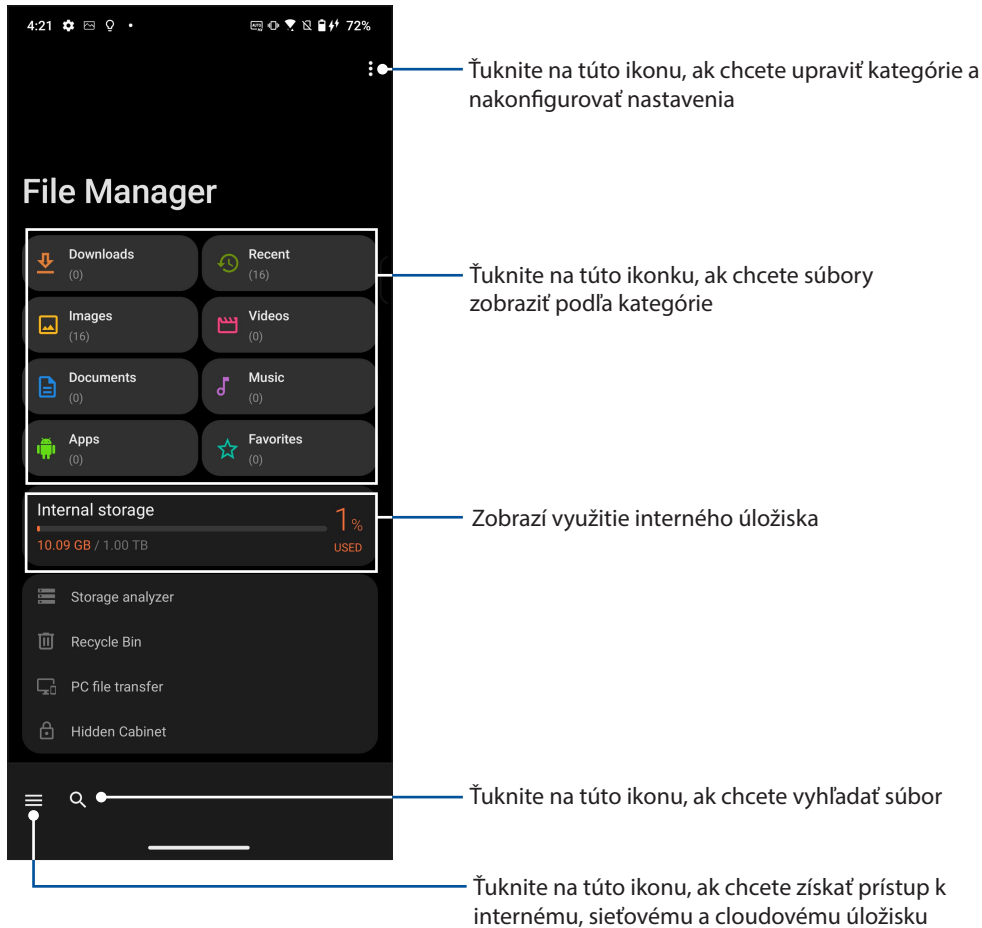 4:21
72%
Ťuknite na túto ikonu, ak chcete upraviť kategórie a
nakonfigurovať nastavenia
File Manager
Downloads
(0)
Recent
(16)
Ťuknite na túto ikonku, ak chcete súbory
zobraziť podľa kategórie
Images
(16)
Videos
(0)
Documents
(0)
Music
(0)
Apps
(0)
Favorites
(0)
Internal storage
1%
10.09 GB / 1.00 TB
USED
Zobrazí využitie interného úložiska
Storage analyzer
Recycle Bin
PC file transfer
Hidden Cabinet
Ťuknite na túto ikonu, ak chcete vyhľadať súbor
Ťuknite na túto ikonu, ak chcete získať prístup k
internému, sieťovému a cloudovému úložisku